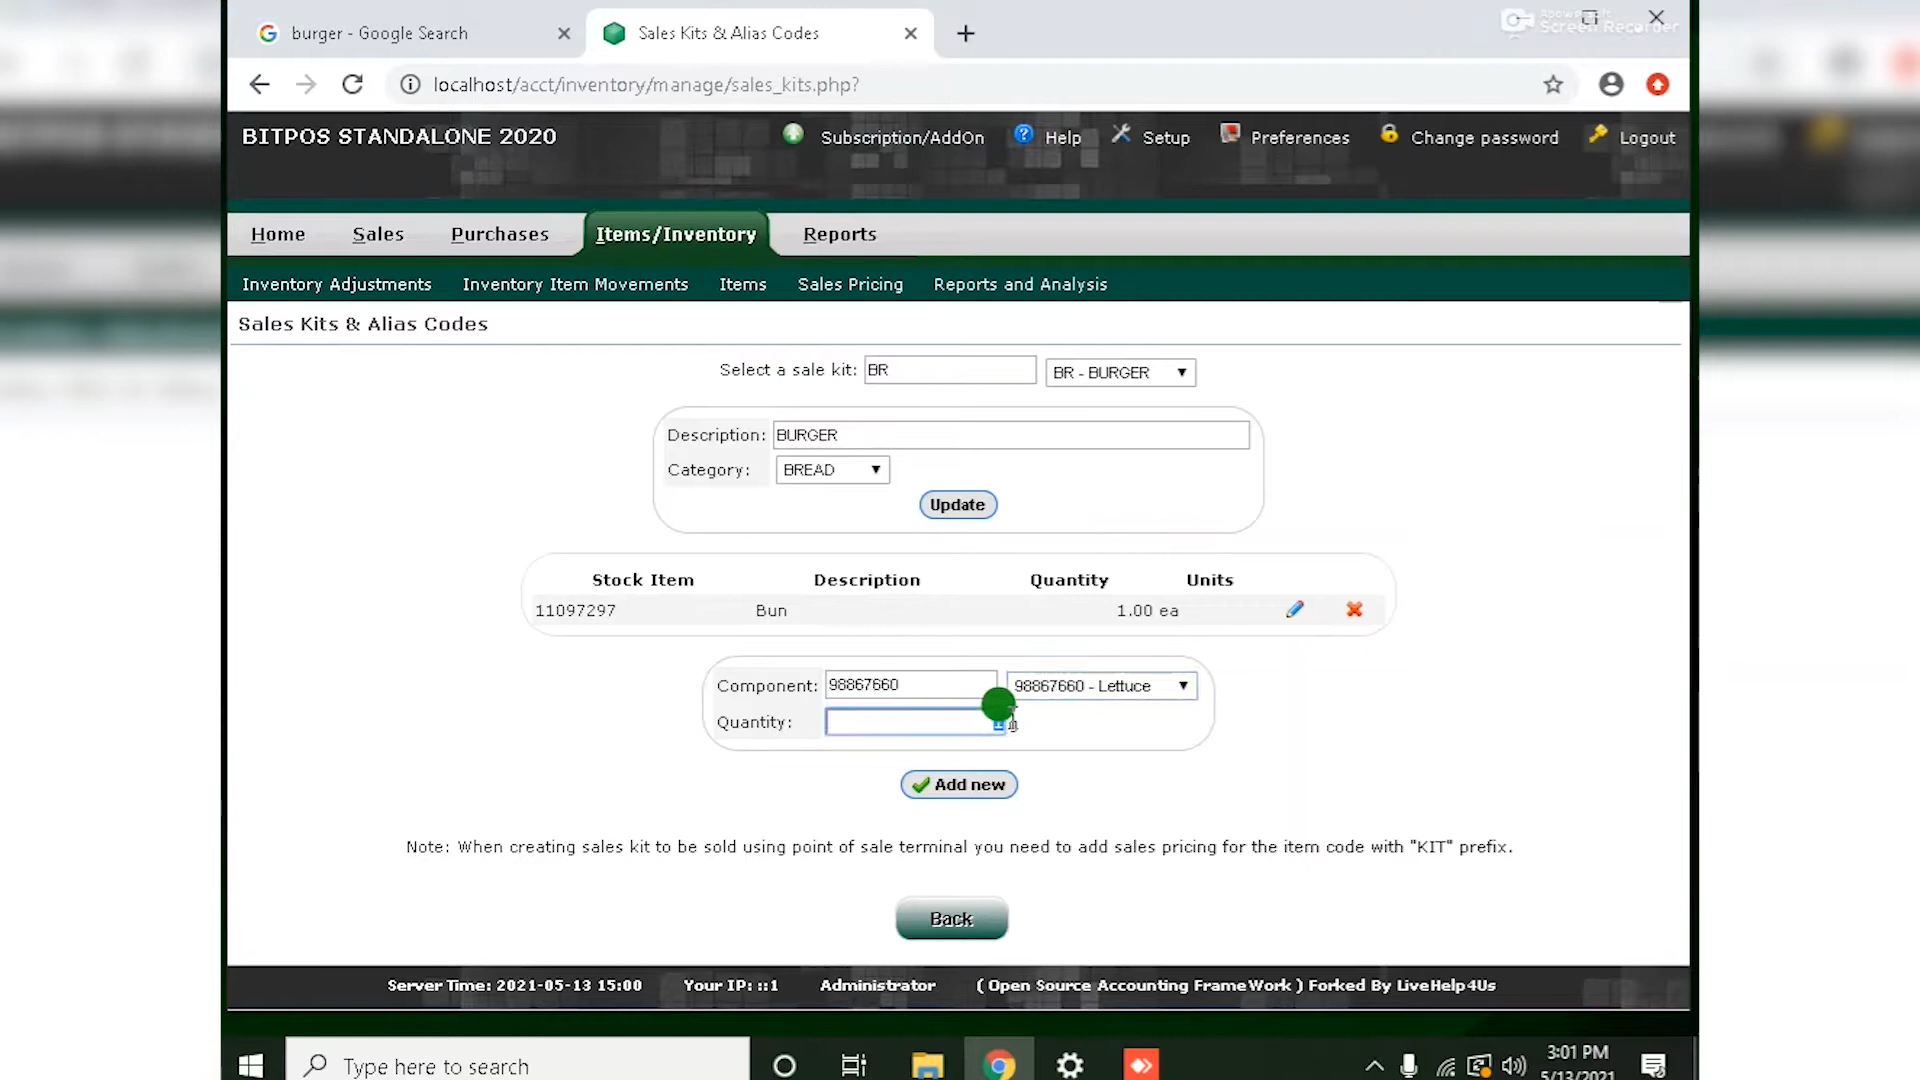 burger - Google Search
Sales Kits & Alias Codes
Apowersoft
Screen Recorder
localhost/acct/inventory/manage/sales_kits.php?
BITPOS STANDALONE 2020
Subscription/AddOn
Help
Setup
Preferences
Change password
Logout
Home
Sales
Purchases
Items/Inventory
Reports
Inventory Adjustments
Inventory Item Movements
Items
Sales Pricing
Reports and Analysis
Sales Kits & Alias Codes
Select a sale kit: BR BR - BURGER
Description: BURGER
Category: BREAD
Update
Stock Item Description Quantity Units
11097297 Bun 1.00 ea
Component: 98867660 98867660 - Lettuce
Quantity:
Add new
Note: When creating sales kit to be sold using point of sale terminal you need to add sales pricing for the item code with "KIT" prefix.
Back
Server Time: 2021-05-13 15:00 Your IP: ::1 Administrator ( Open Source Accounting FrameWork ) Forked By LiveHelp4Us
Type here to search
3:01 PM
5/13/2021